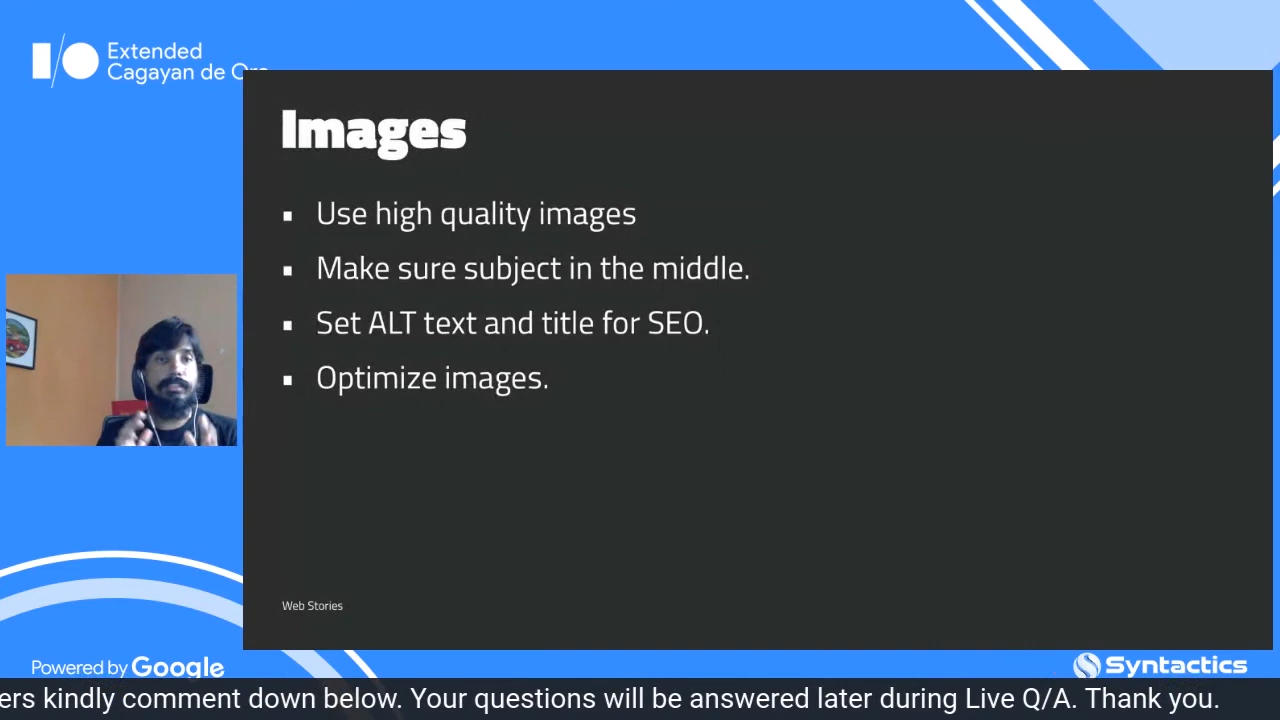 I/O Extended
Cagayan de Oro
Images
▪ Use high quality images
▪ Make sure subject in the middle.
▪ Set ALT text and title for SEO.
▪ Optimize images.
Web Stories
Powered by Google
Syntactics
ers kindly comment down below. Your questions will be answered later during Live Q/A. Thank you.